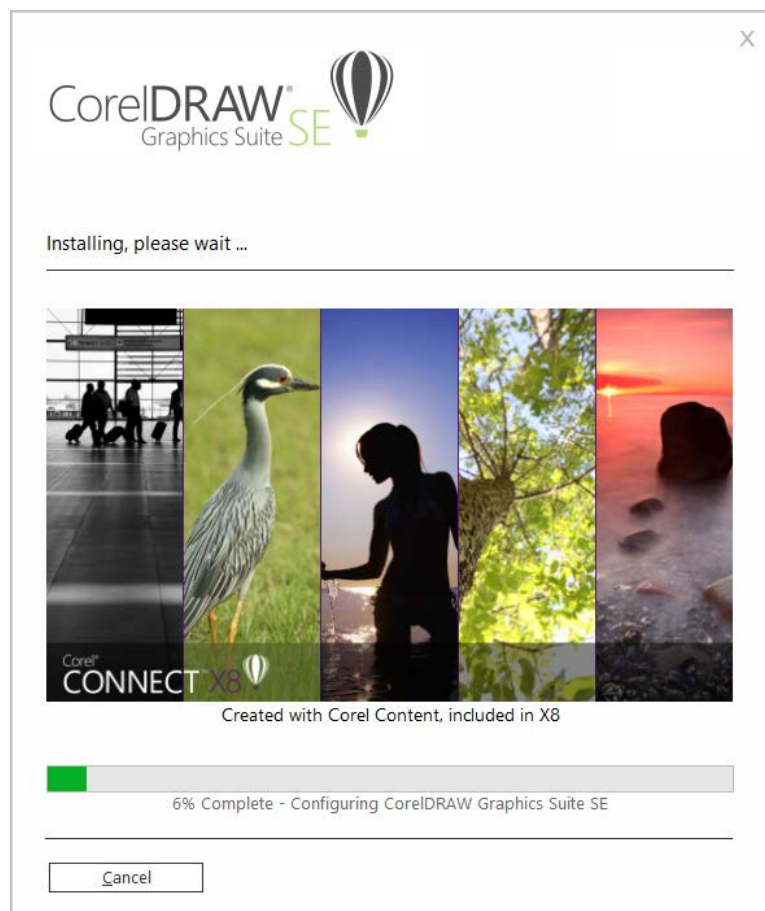 X
CorelDRAW®
Graphics Suite SE
Installing, please wait ...
Corel®
CONNECT™ X8
Created with Corel Content, included in X8
6% Complete - Configuring CorelDRAW Graphics Suite SE
Cancel